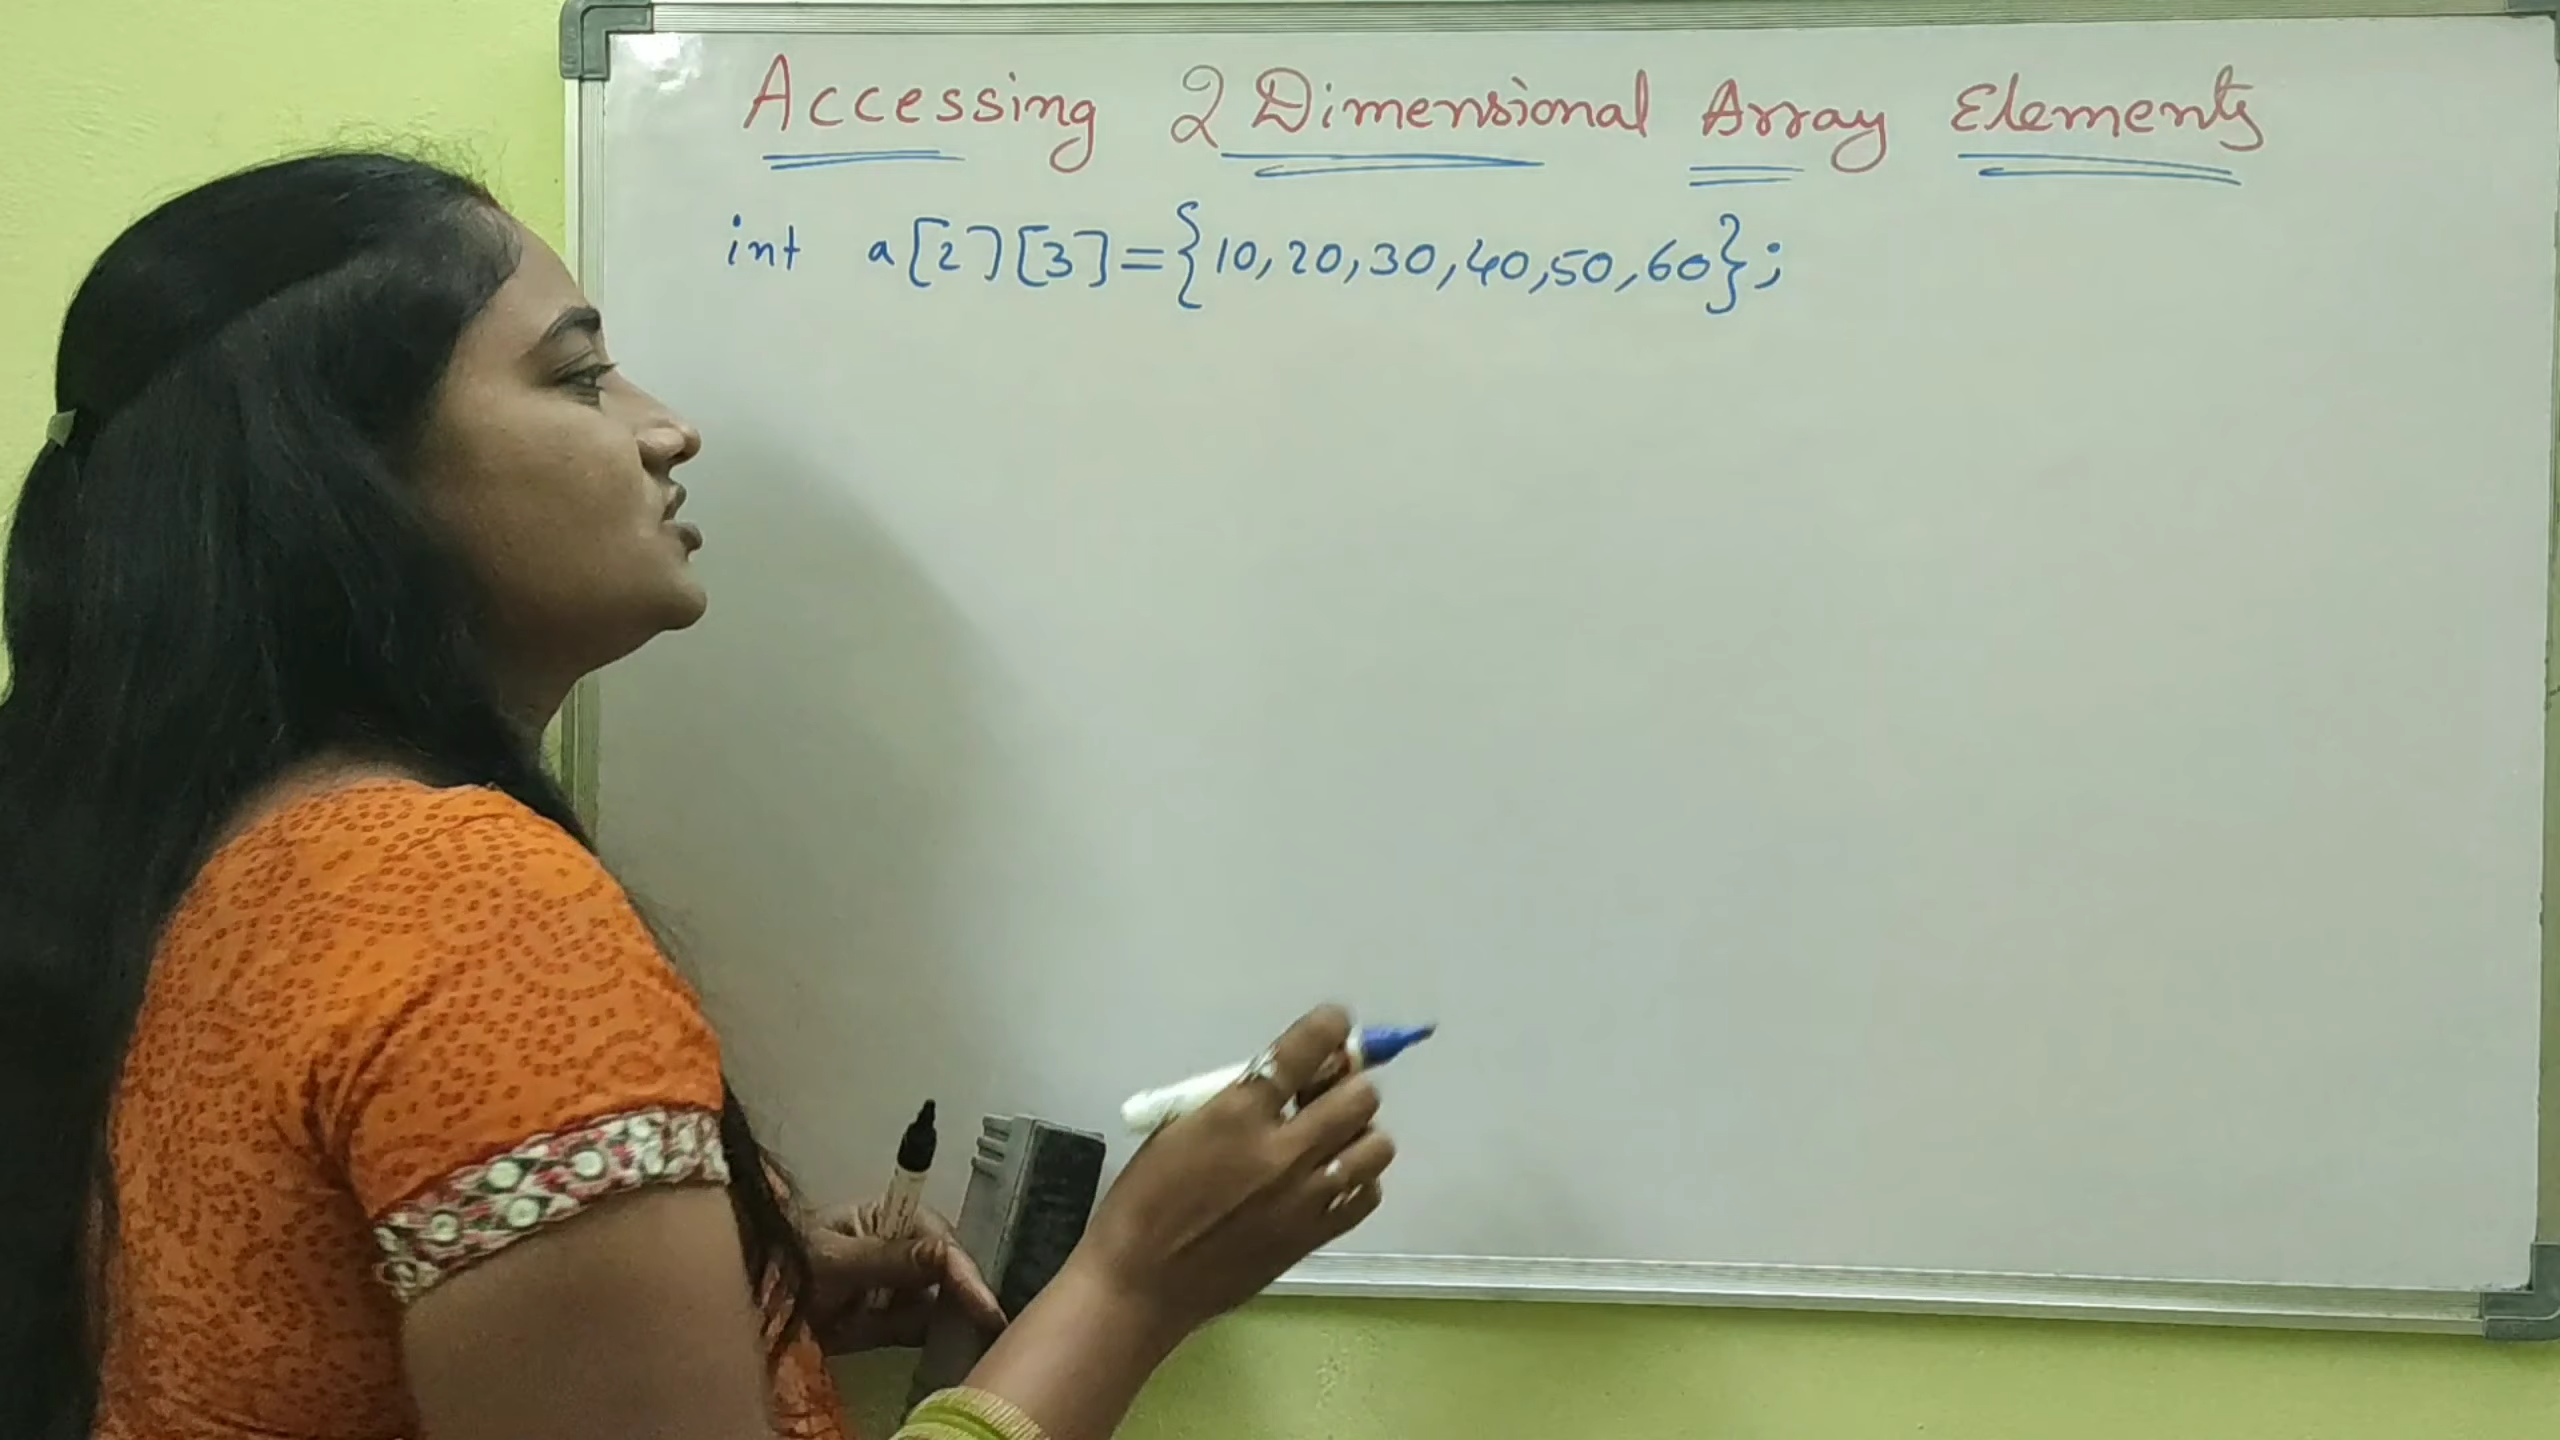 Accessing 2 Dimensional Array Elements
int a[2][3]={10,20,30,40,50,60};